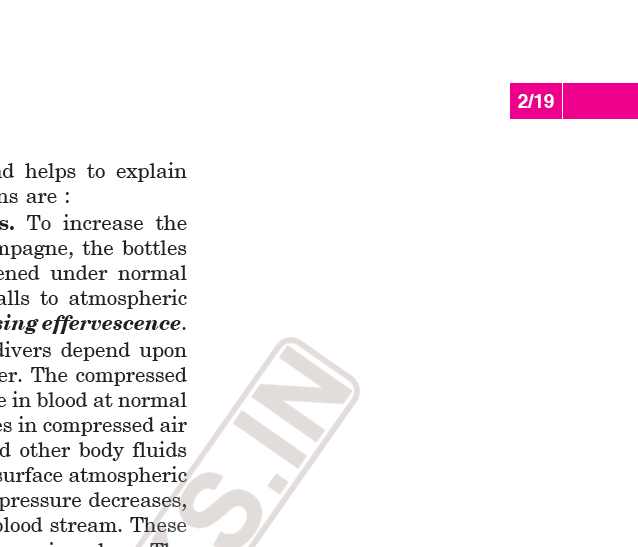 2/19
nd helps to explain
ns are :
s. To increase the
mpagne, the bottles
ened under normal
alls to atmospheric
sing effervescence.
divers depend upon
er. The compressed
e in blood at normal
es in compressed air
d other body fluids
surface atmospheric
pressure decreases,
blood stream. These
S.IN